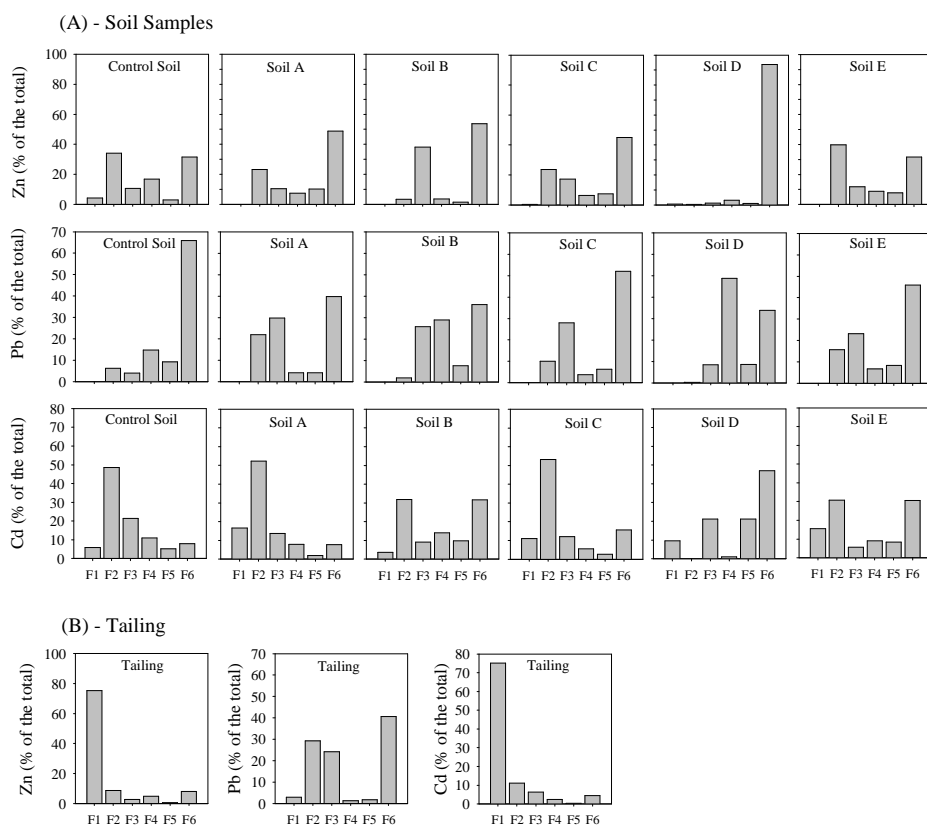 (A) - Soil Samples
Zn (% of the total)
100
80
60
40
20
0
Control Soil
Soil A
Soil B
Soil C
Soil D
Soil E
Pb (% of the total)
70
60
50
40
30
20
10
0
Control Soil
Soil A
Soil B
Soil C
Soil D
Soil E
Cd (% of the total)
80
70
60
50
40
30
20
10
0
Control Soil
Soil A
Soil B
Soil C
Soil D
Soil E
F1 F2 F3 F4 F5 F6
F1 F2 F3 F4 F5 F6
F1 F2 F3 F4 F5 F6
F1 F2 F3 F4 F5 F6
F1 F2 F3 F4 F5 F6
F1 F2 F3 F4 F5 F6
(B) - Tailing
Zn (% of the total)
100
80
60
40
20
0
Tailing
F1 F2 F3 F4 F5 F6
Pb (% of the total)
70
60
50
40
30
20
10
0
Tailing
F1 F2 F3 F4 F5 F6
Cd (% of the total)
80
70
60
50
40
30
20
10
0
Tailing
F1 F2 F3 F4 F5 F6